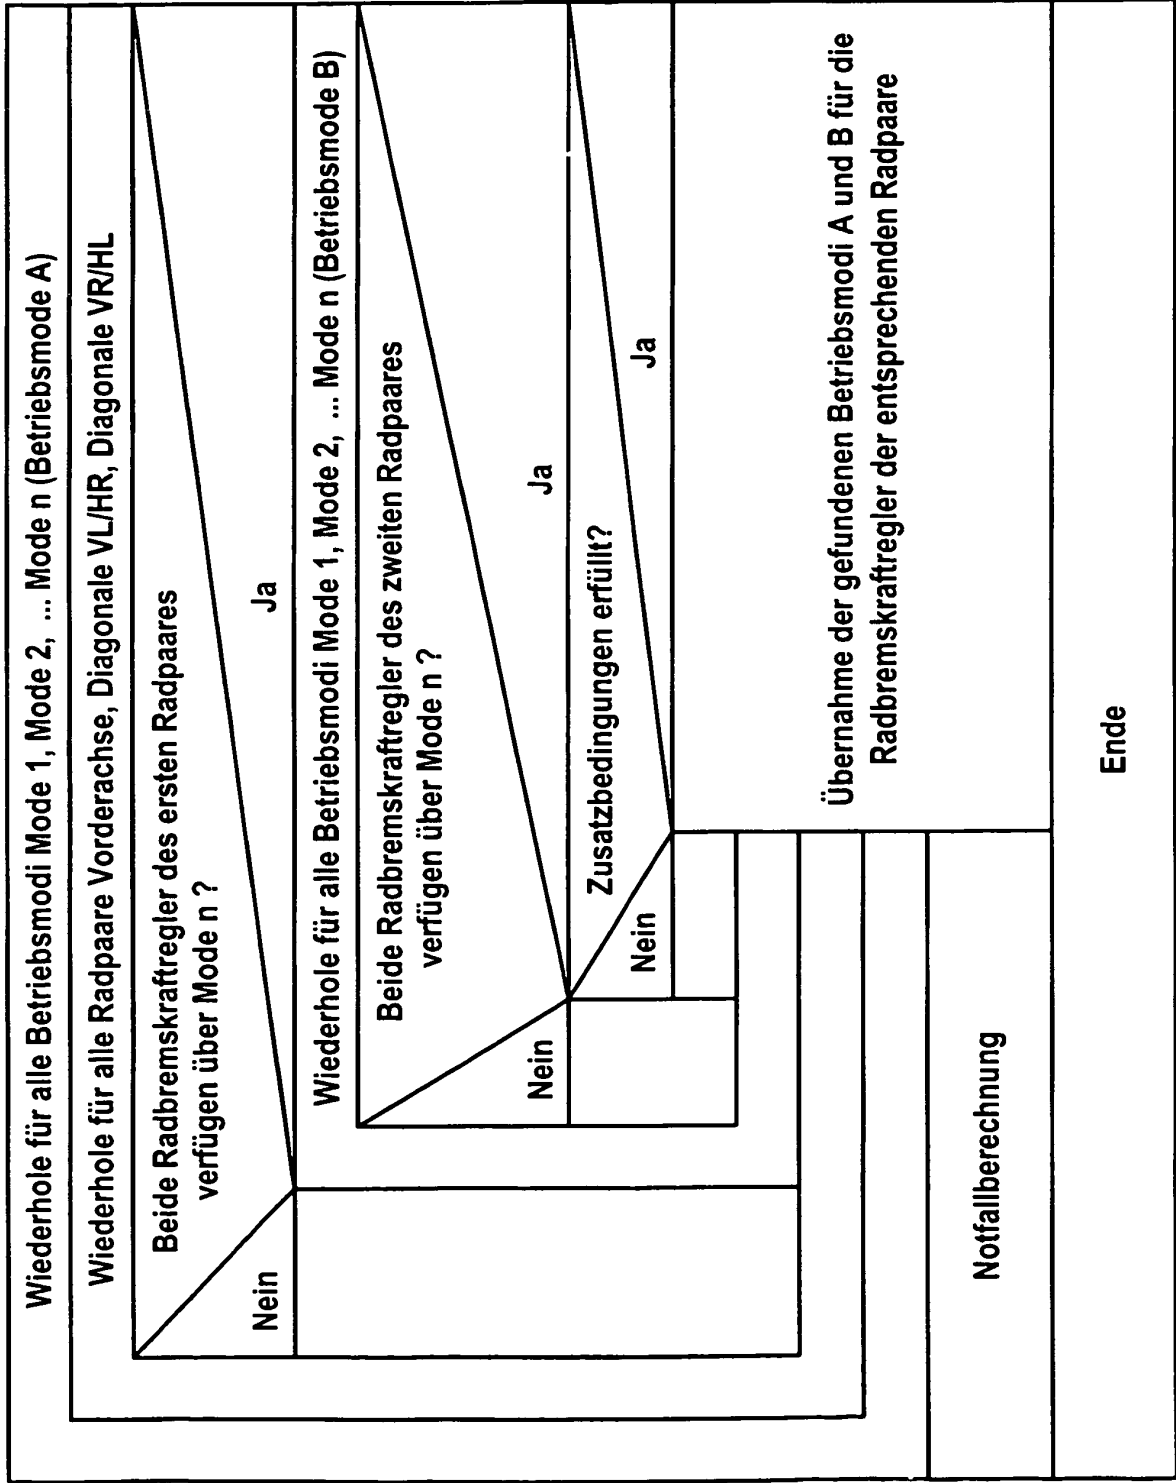 Wiederhole für alle Betriebsmodi Mode 1, Mode 2, ... Mode n (Betriebsmode A)
Wiederhole für alle Radpaare Vorderachse, Diagonale VL/HR, Diagonale VR/HL
Beide Radbremskraftregler des ersten Radpaares
verfügen über Mode n ?
Nein
Ja
Wiederhole für alle Betriebsmodi Mode 1, Mode 2, ... Mode n (Betriebsmode B)
Beide Radbremskraftregler des zweiten Radpaares
verfügen über Mode n ?
Nein
Ja
Zusatzbedingungen erfüllt?
Nein
Ja
Übernahme der gefundenen Betriebsmodi A und B für die
Radbremskraftregler der entsprechenden Radpaare
Notfallberechnung
Ende